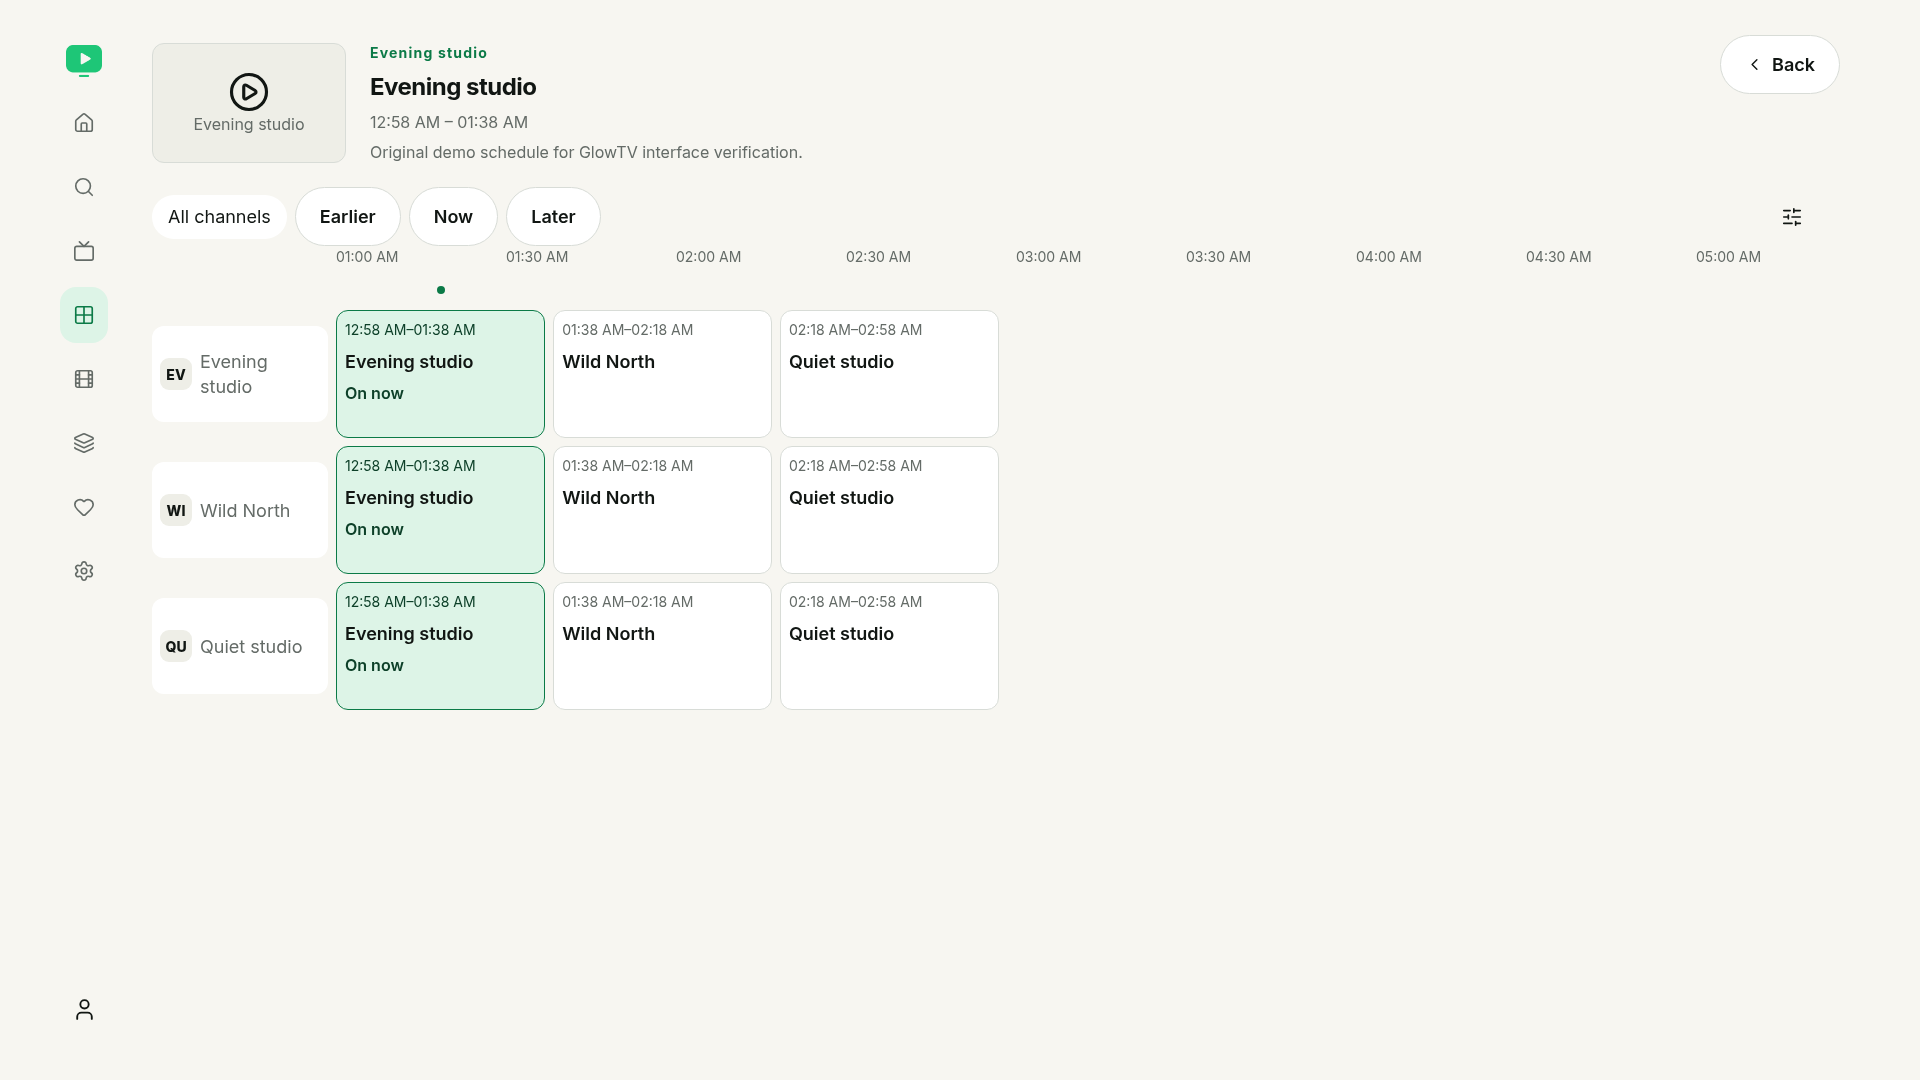 Evening studio
Evening studio
Evening studio
12:58 AM – 01:38 AM
Original demo schedule for GlowTV interface verification.
Back
All channels
Earlier
Now
Later
01:00 AM
01:30 AM
02:00 AM
02:30 AM
03:00 AM
03:30 AM
04:00 AM
04:30 AM
05:00 AM
EV
Evening
studio
12:58 AM–01:38 AM
Evening studio
On now
01:38 AM–02:18 AM
Wild North
02:18 AM–02:58 AM
Quiet studio
WI
Wild North
12:58 AM–01:38 AM
Evening studio
On now
01:38 AM–02:18 AM
Wild North
02:18 AM–02:58 AM
Quiet studio
QU
Quiet studio
12:58 AM–01:38 AM
Evening studio
On now
01:38 AM–02:18 AM
Wild North
02:18 AM–02:58 AM
Quiet studio